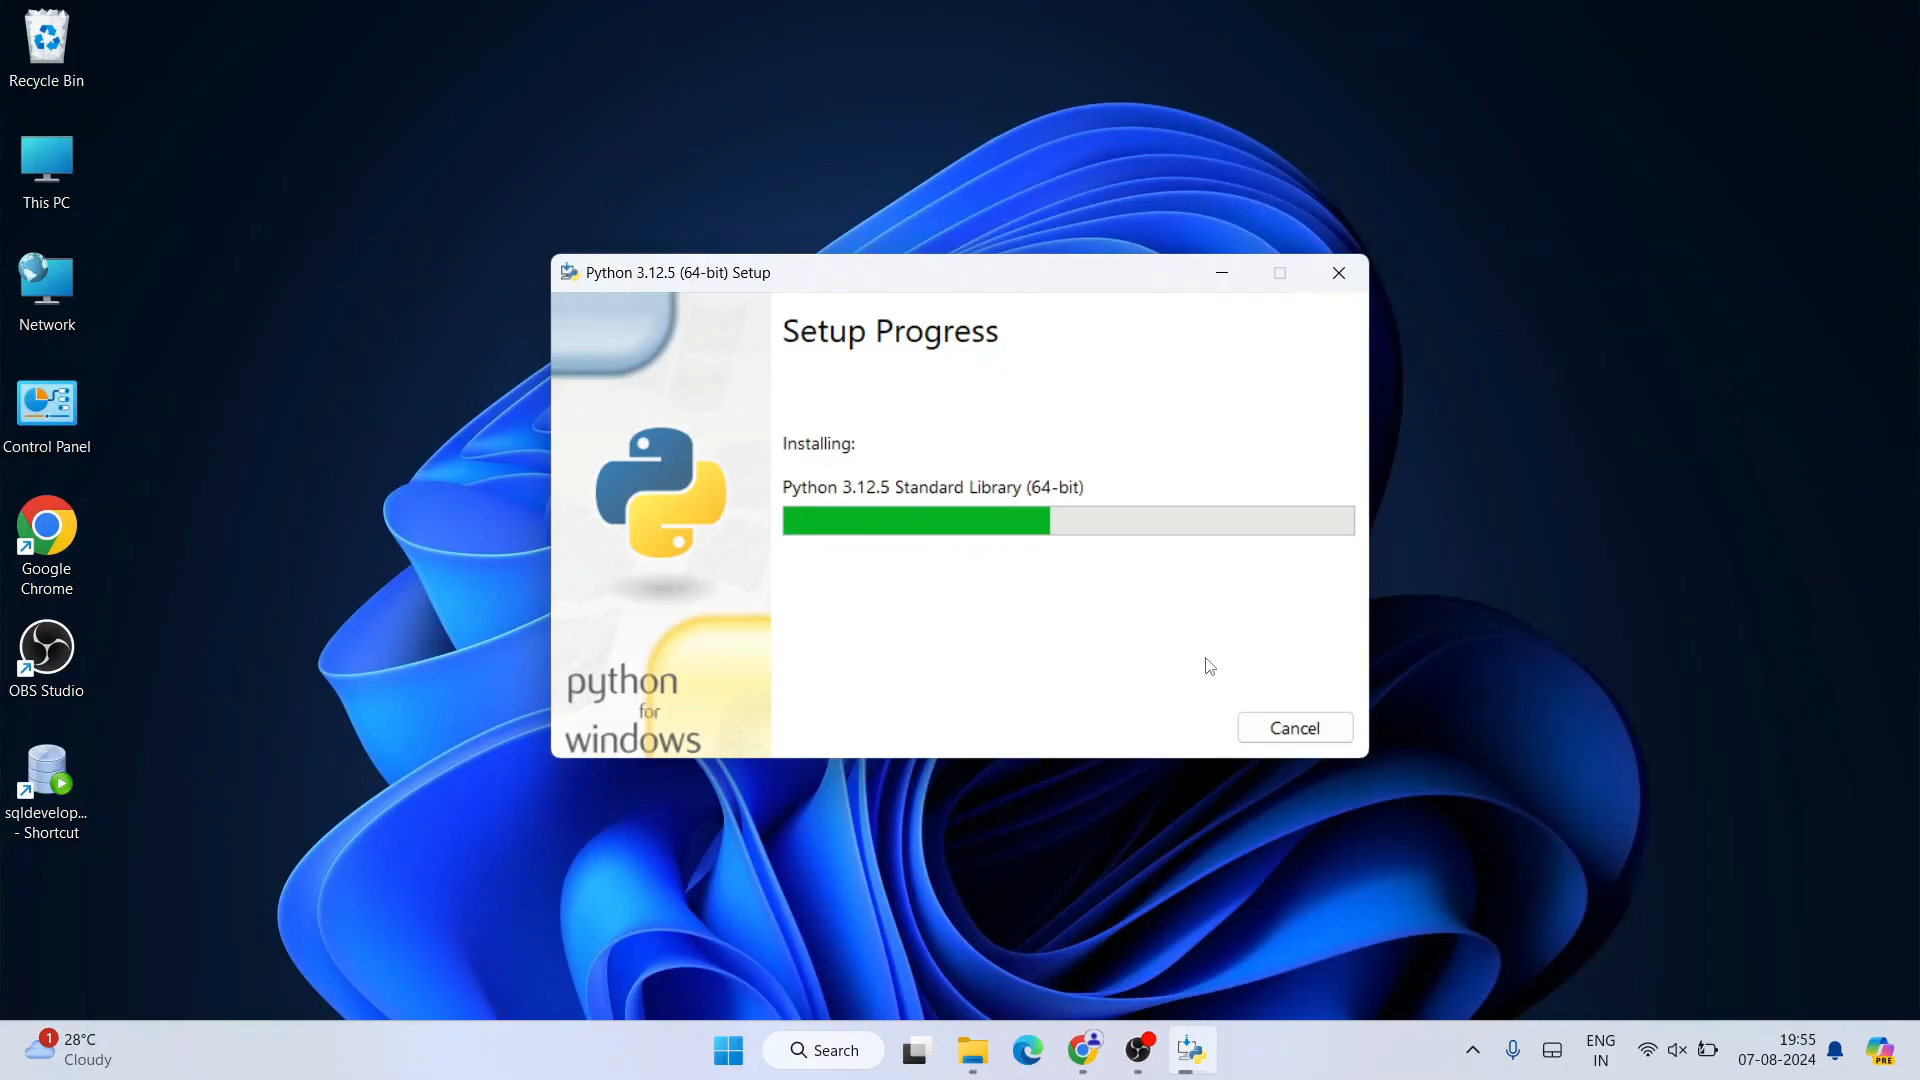 Recycle Bin
This PC
Network
Control Panel
Google
Chrome
OBS Studio
sqldevelop...
- Shortcut
Python 3.12.5 (64-bit) Setup
Setup Progress
Installing:
Python 3.12.5 Standard Library (64-bit)
python
for
windows
Cancel
1
28°C
Cloudy
Search
ENG
IN
19:55
07-08-2024
PRE